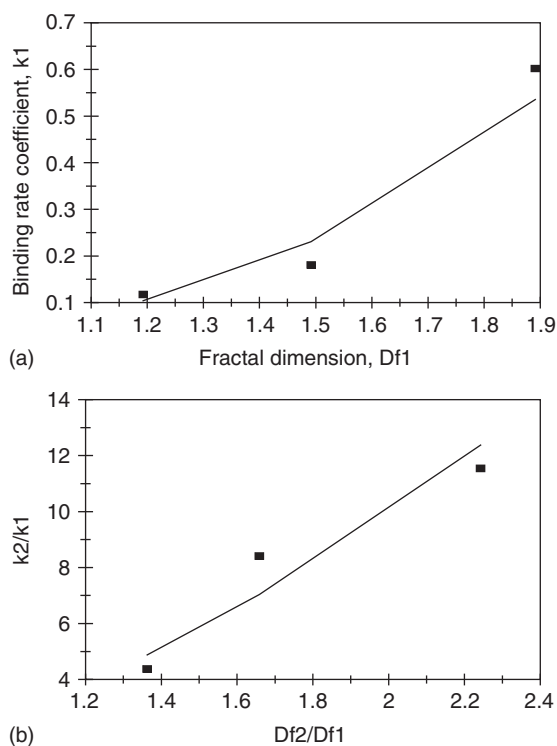 Binding rate coefficient, k1
0.7
0.6
0.5
0.4
0.3
0.2
0.1
1.1 1.2 1.3 1.4 1.5 1.6 1.7 1.8 1.9
(a)
Fractal dimension, Df1
k2/k1
14
12
10
8
6
4
1.2 1.4 1.6 1.8 2 2.2 2.4
(b)
Df2/Df1